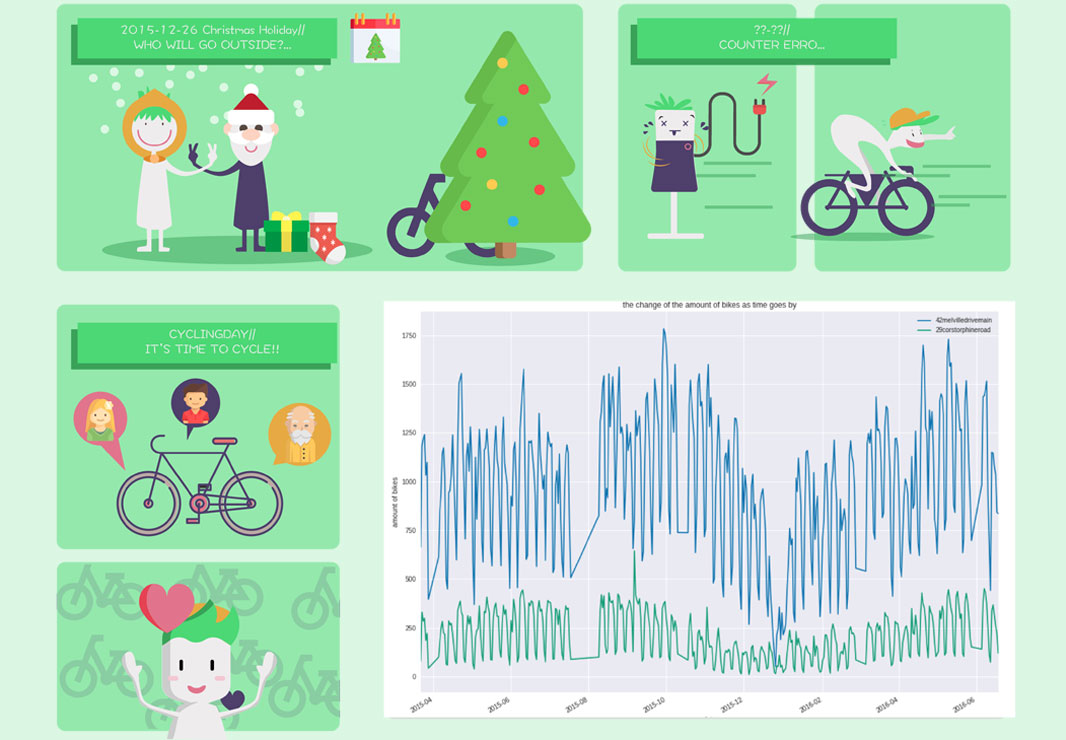 2015-12-26 Christmas Holiday//
WHO WILL GO OUTSIDE?...
??-??//
COUNTER ERRO...
CYCLINGDAY//
IT'S TIME TO CYCLE!!
the change of the amount of bikes as time goes by
42melvilledrivemain
29corstorphineroad
amount of bikes
1750
1500
1250
1000
750
500
250
0
2015-04
2015-06
2015-08
2015-10
2015-12
2016-02
2016-04
2016-06